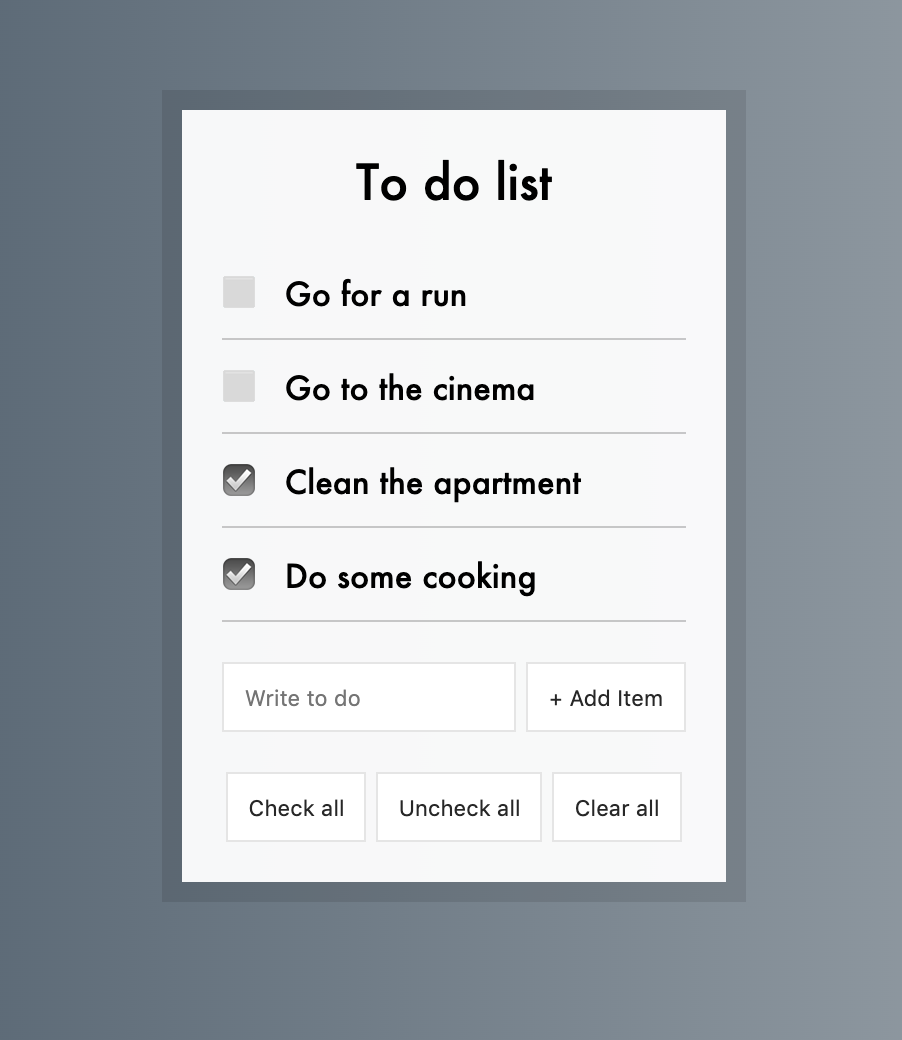 To do list
Go for a run
Go to the cinema
Clean the apartment
Do some cooking
Write to do
+ Add Item
Check all
Uncheck all
Clear all